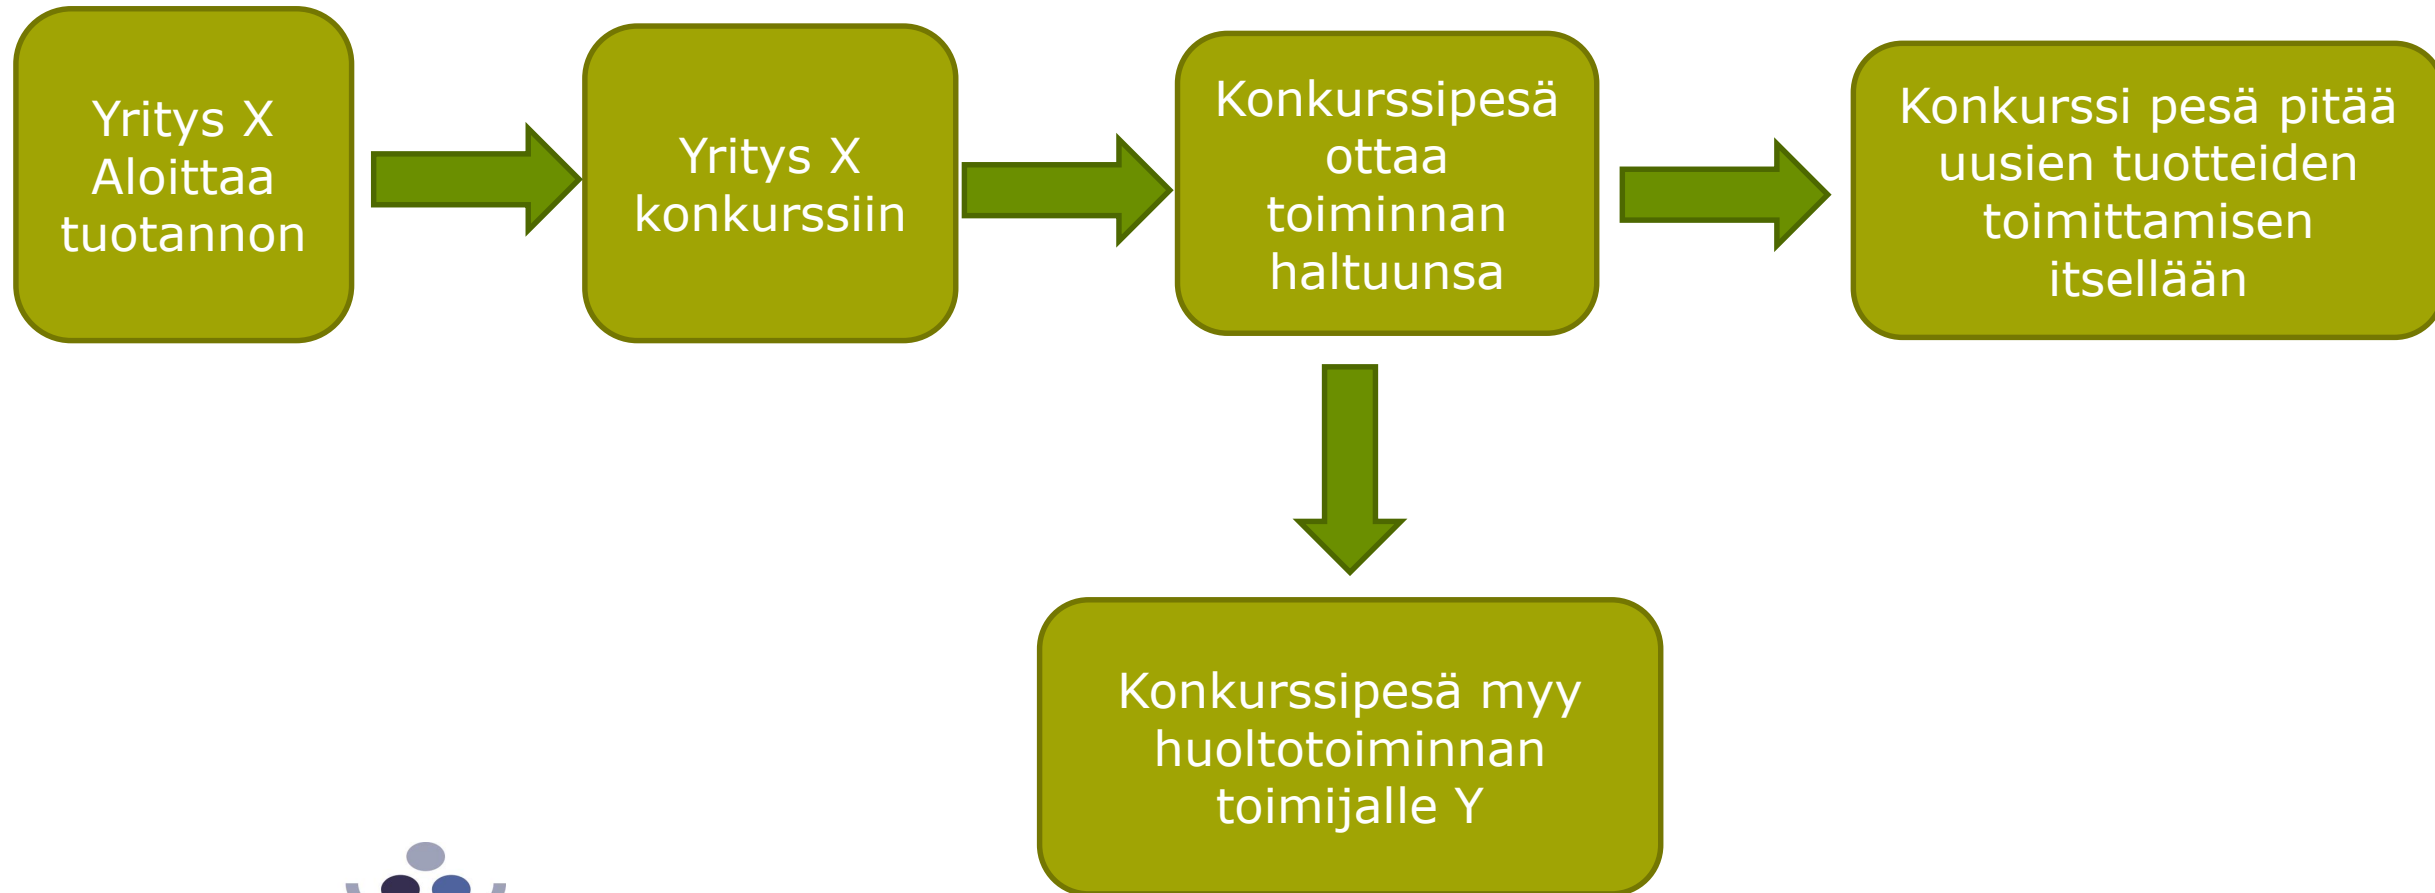 Yritys X
Aloittaa
tuotannon
Yritys X
konkurssiin
Konkurssipesä
ottaa
toiminnan
haltuunsa
Konkurssi pesä pitää
uusien tuotteiden
toimittamisen
itsellään
Konkurssipesä myy
huoltotoiminnan
toimijalle Y